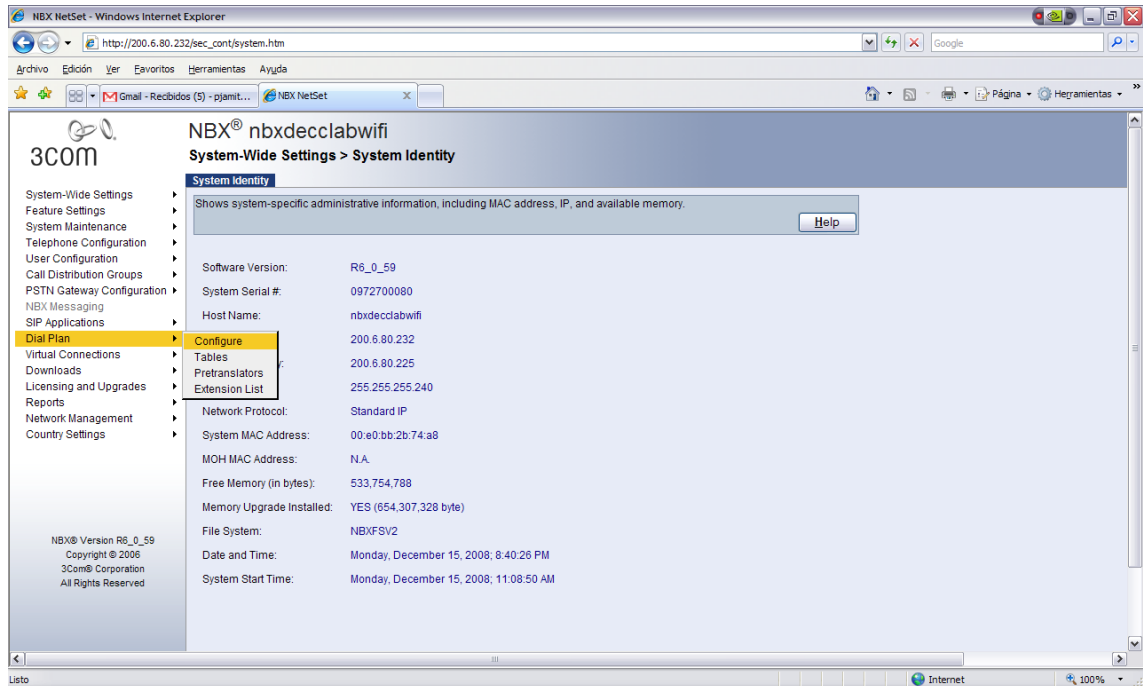 NBX NetSet - Windows Internet Explorer
http://200.6.80.232/sec_cont/system.htm
Google
Archivo Edición Ver Favoritos Herramientas Ayuda
Gmail - Recibidos (5) - pjamit... NBX NetSet Página Herramientas
3COM
NBX® nbxdecclabwifi
System-Wide Settings > System Identity
System Identity
Shows system-specific administrative information, including MAC address, IP, and available memory.
Help
System-Wide Settings
Feature Settings
System Maintenance
Telephone Configuration
User Configuration
Call Distribution Groups
PSTN Gateway Configuration
NBX Messaging
SIP Applications
Dial Plan
Virtual Connections
Downloads
Licensing and Upgrades
Reports
Network Management
Country Settings
Configure
Tables
Pretranslators
Extension List
Software Version: R6_0_59
System Serial #: 0972700080
Host Name: nbxdecclabwifi
200.6.80.232
200.6.80.225
255.255.255.240
Network Protocol: Standard IP
System MAC Address: 00:e0:bb:2b:74:a8
MOH MAC Address: N.A.
Free Memory (in bytes): 533,754,788
Memory Upgrade Installed: YES (654,307,328 byte)
File System: NBXFSV2
Date and Time: Monday, December 15, 2008; 8:40:26 PM
System Start Time: Monday, December 15, 2008; 11:08:50 AM
NBX® Version R6_0_59
Copyright © 2006
3Com® Corporation
All Rights Reserved
Listo Internet 100%